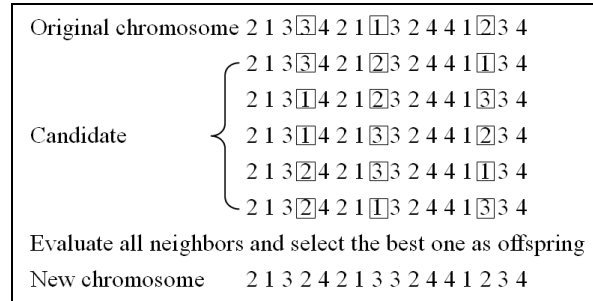 Original chromosome 2 1 3 3 4 2 1 1 3 2 4 4 1 2 3 4
2 1 3 3 4 2 1 2 3 2 4 4 1 1 3 4
2 1 3 1 4 2 1 2 3 2 4 4 1 3 3 4
Candidate 2 1 3 1 4 2 1 3 3 2 4 4 1 2 3 4
2 1 3 2 4 2 1 3 3 2 4 4 1 1 3 4
2 1 3 2 4 2 1 1 3 2 4 4 1 3 3 4
Evaluate all neighbors and select the best one as offspring
New chromosome 2 1 3 2 4 2 1 3 3 2 4 4 1 2 3 4